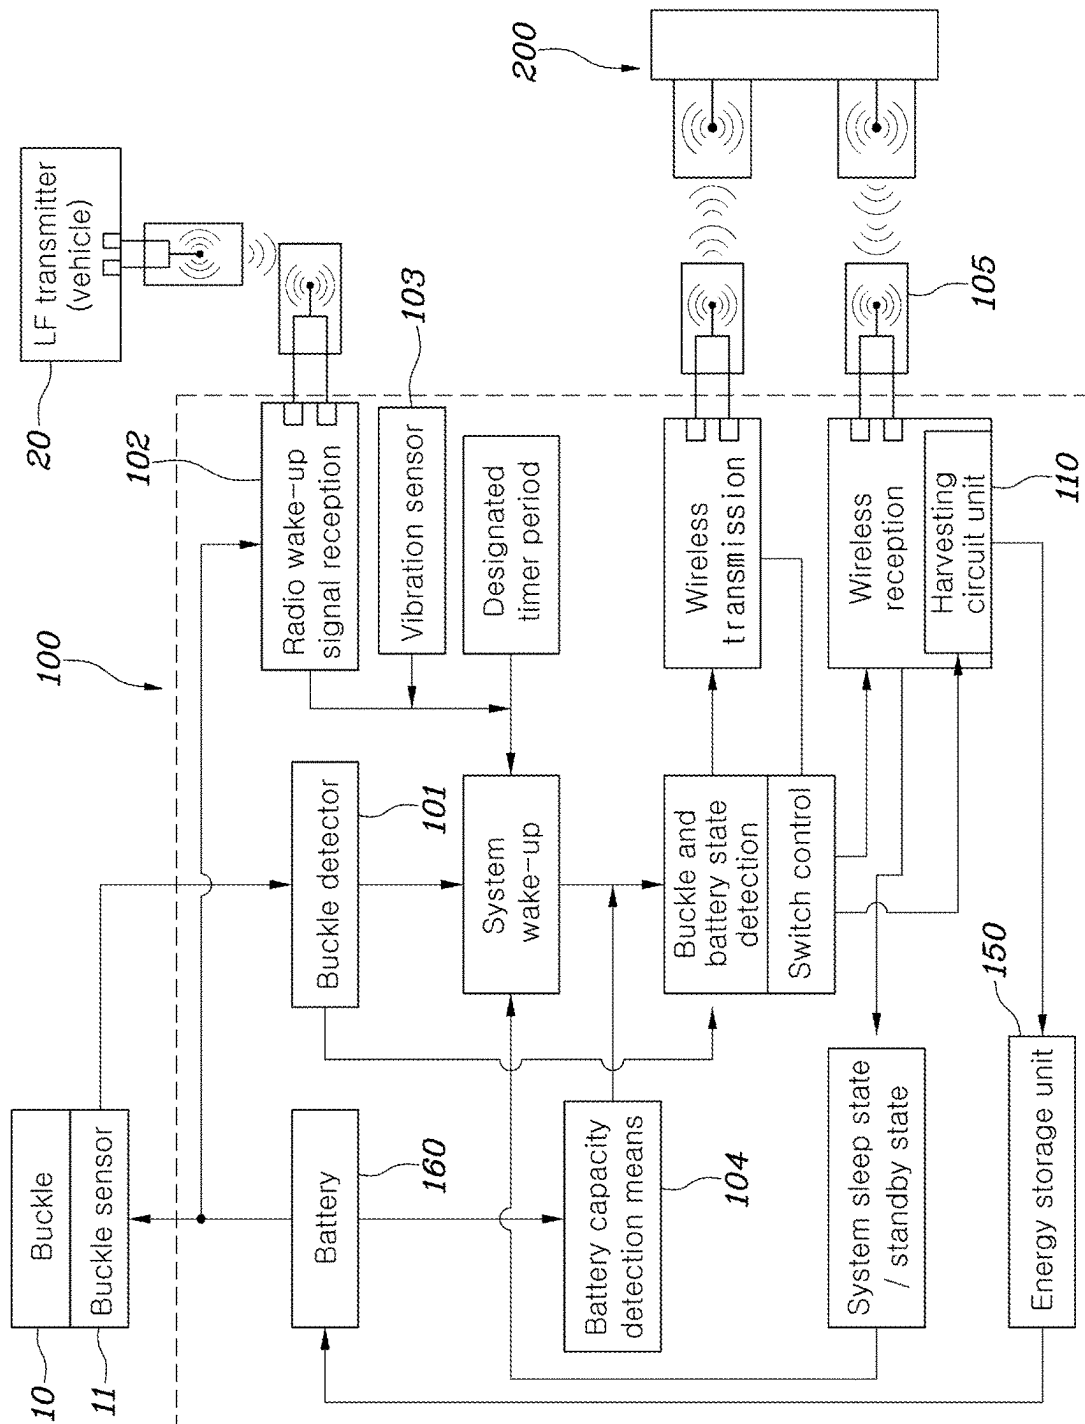 10
Buckle
11
Buckle sensor
20
LF transmitter
(vehicle)
100
102
Radio wake-up
signal reception
103
Vibration sensor
Designated
timer period
Battery
160
Buckle detector
101
System
wake-up
Battery capacity
detection means
104
Buckle and
battery state
detection
Switch control
Wireless
transmission
200
Wireless
reception
105
Harvesting
circuit unit
110
System sleep state
/ standby state
Energy storage unit
150